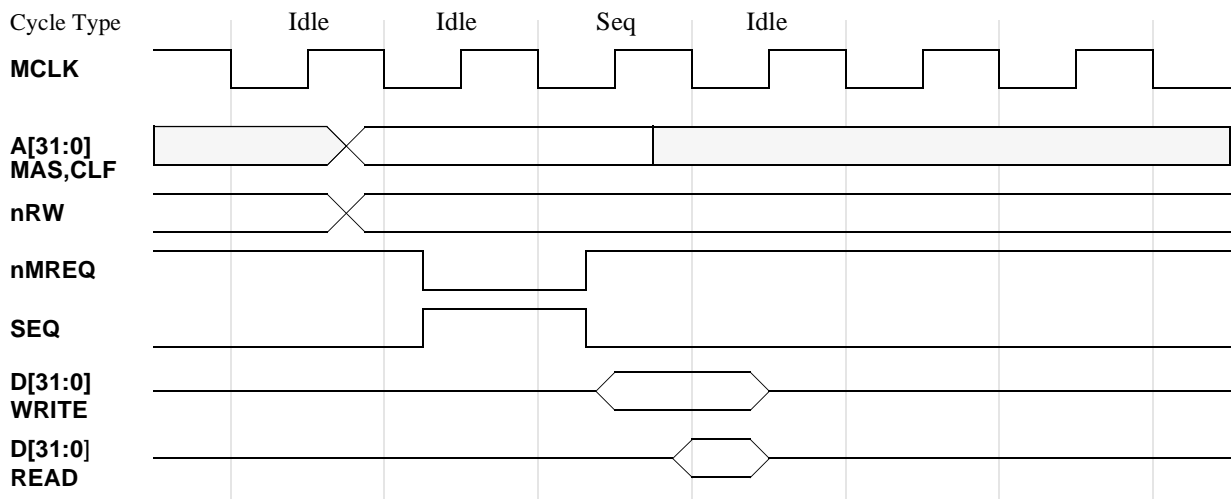 Cycle Type Idle Idle Seq Idle
MCLK
A[31:0]
MAS,CLF
nRW
nMREQ
SEQ
D[31:0]
WRITE
D[31:0]
READ